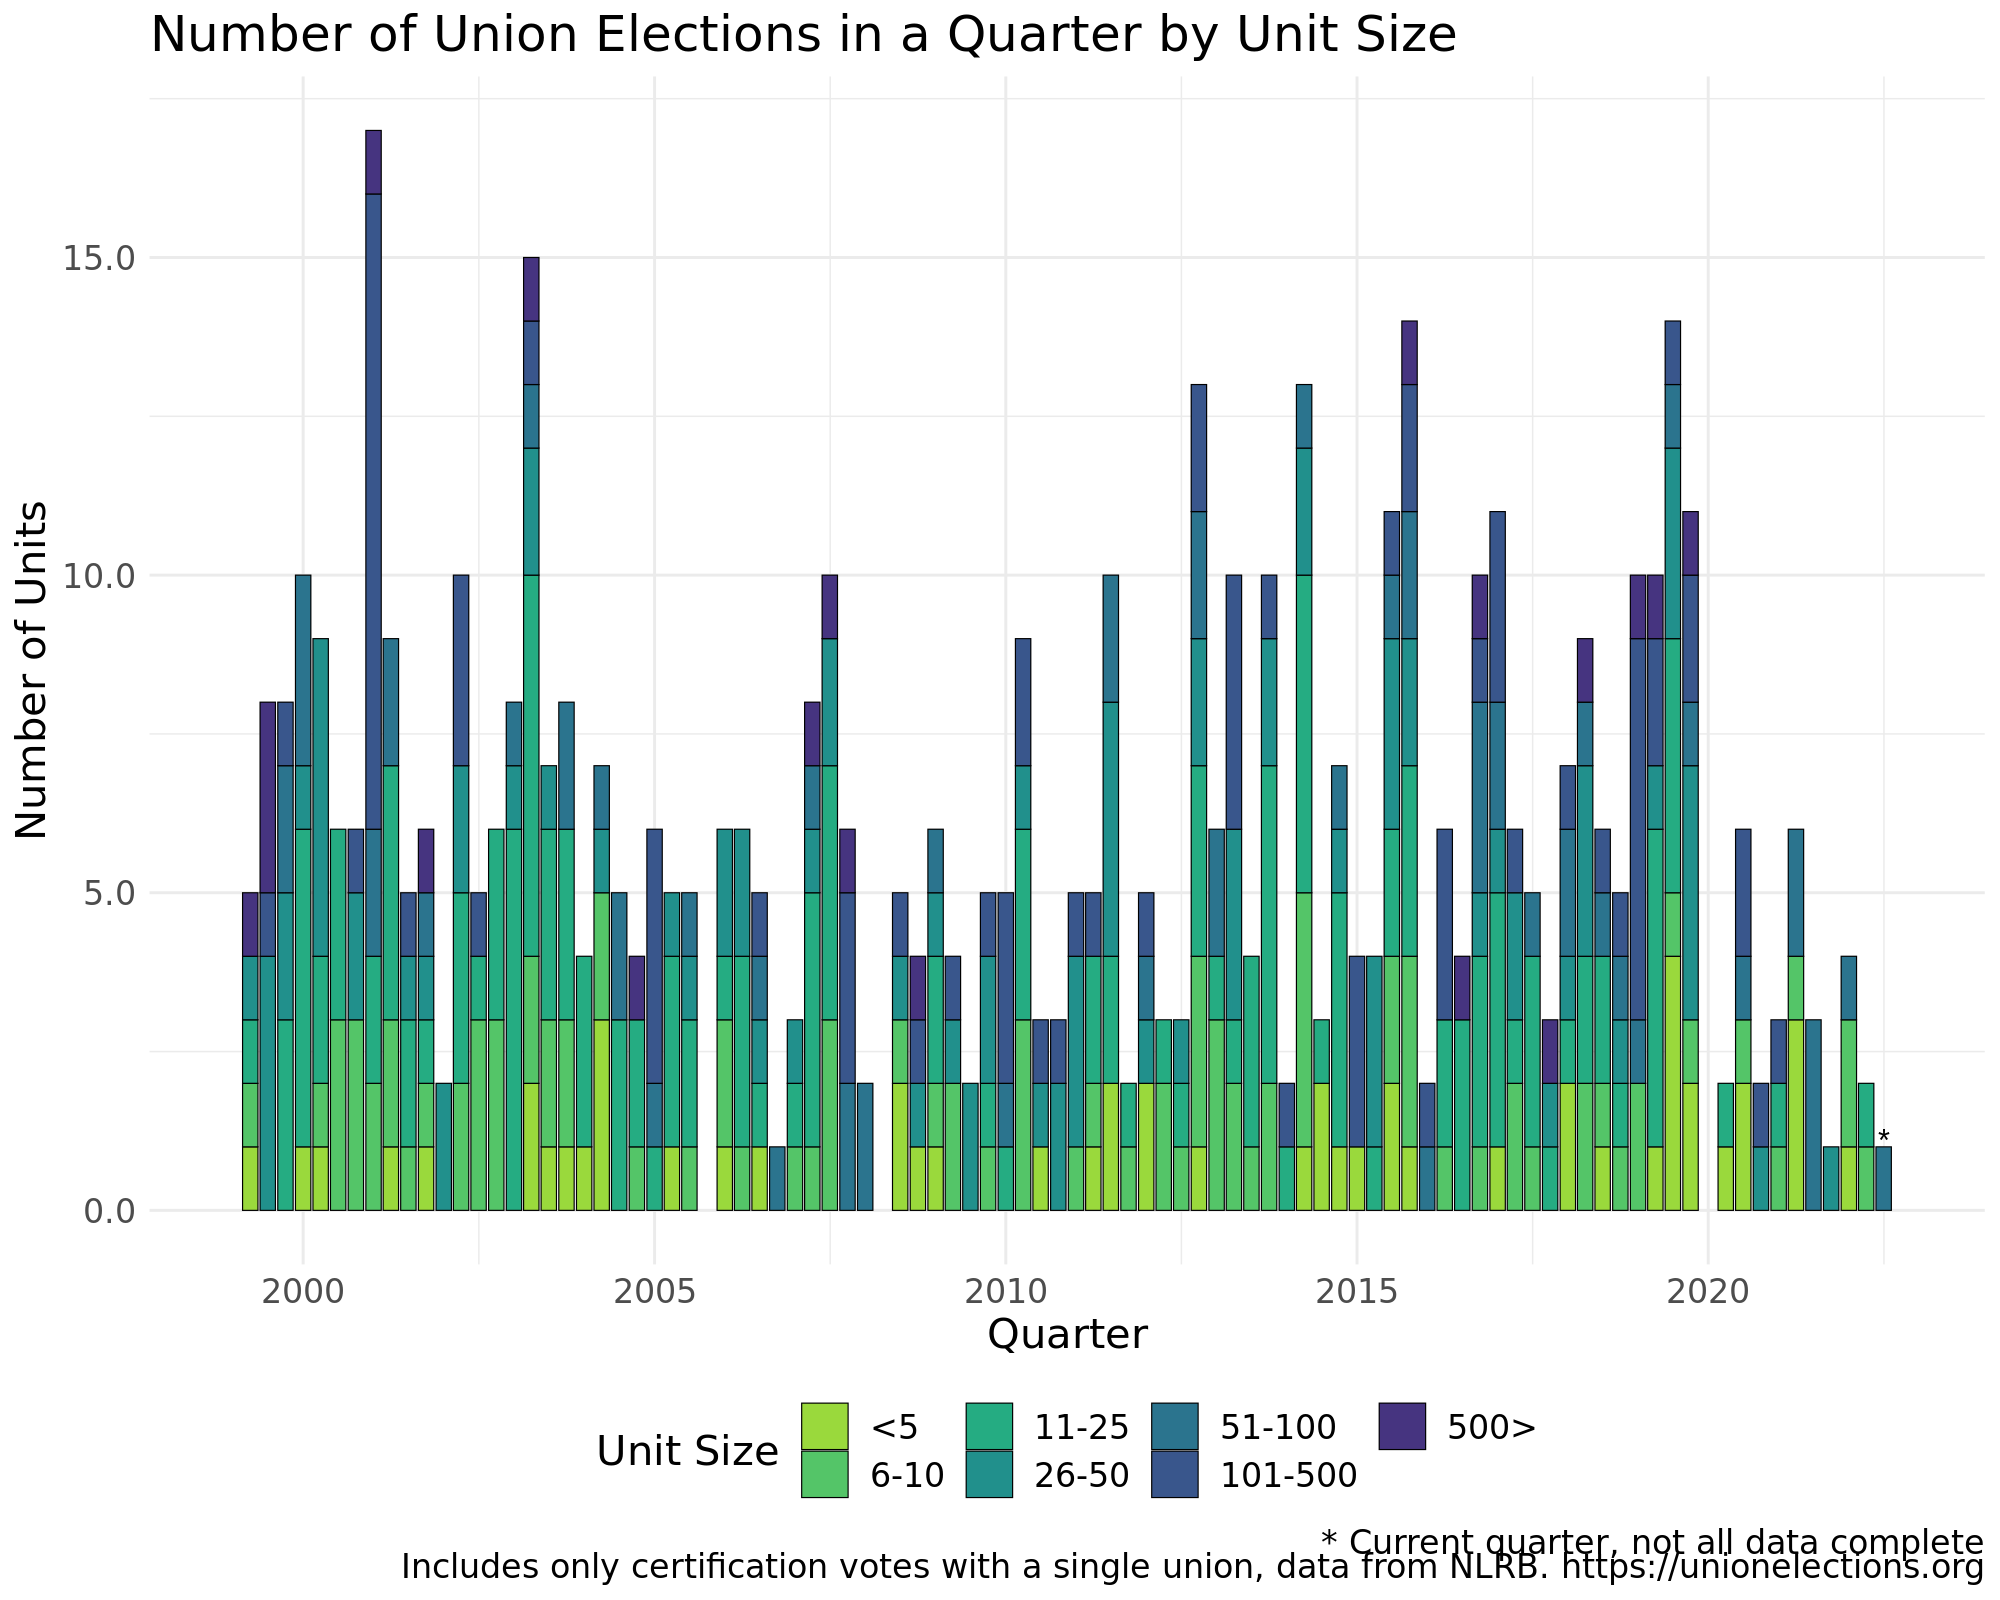 Number of Union Elections in a Quarter by Unit Size
Number of Units
15.0
10.0
5.0
0.0
*
2000 2005 2010 2015 2020
Quarter
Unit Size
<5 11-25 51-100 500>
6-10 26-50 101-500
* Current quarter, not all data complete
Includes only certification votes with a single union, data from NLRB. https://unionelections.org